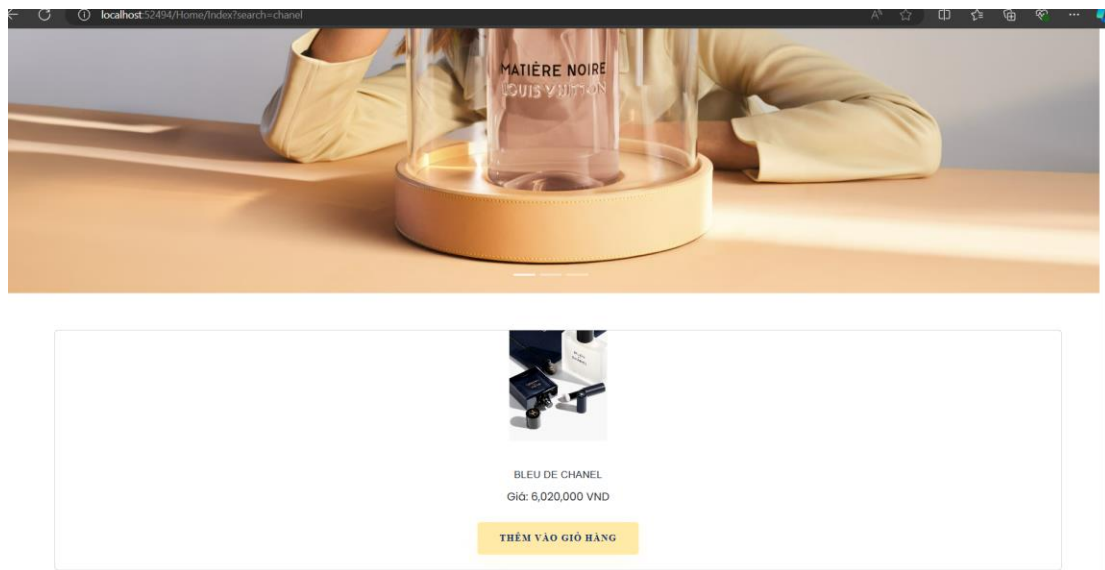 localhost:52494/Home/Index?search=chanel
MATIÈRE NOIRE
LOUIS VUITTON
BLEU DE CHANEL
Giá: 6,020,000 VND
THÊM VÀO GIỎ HÀNG